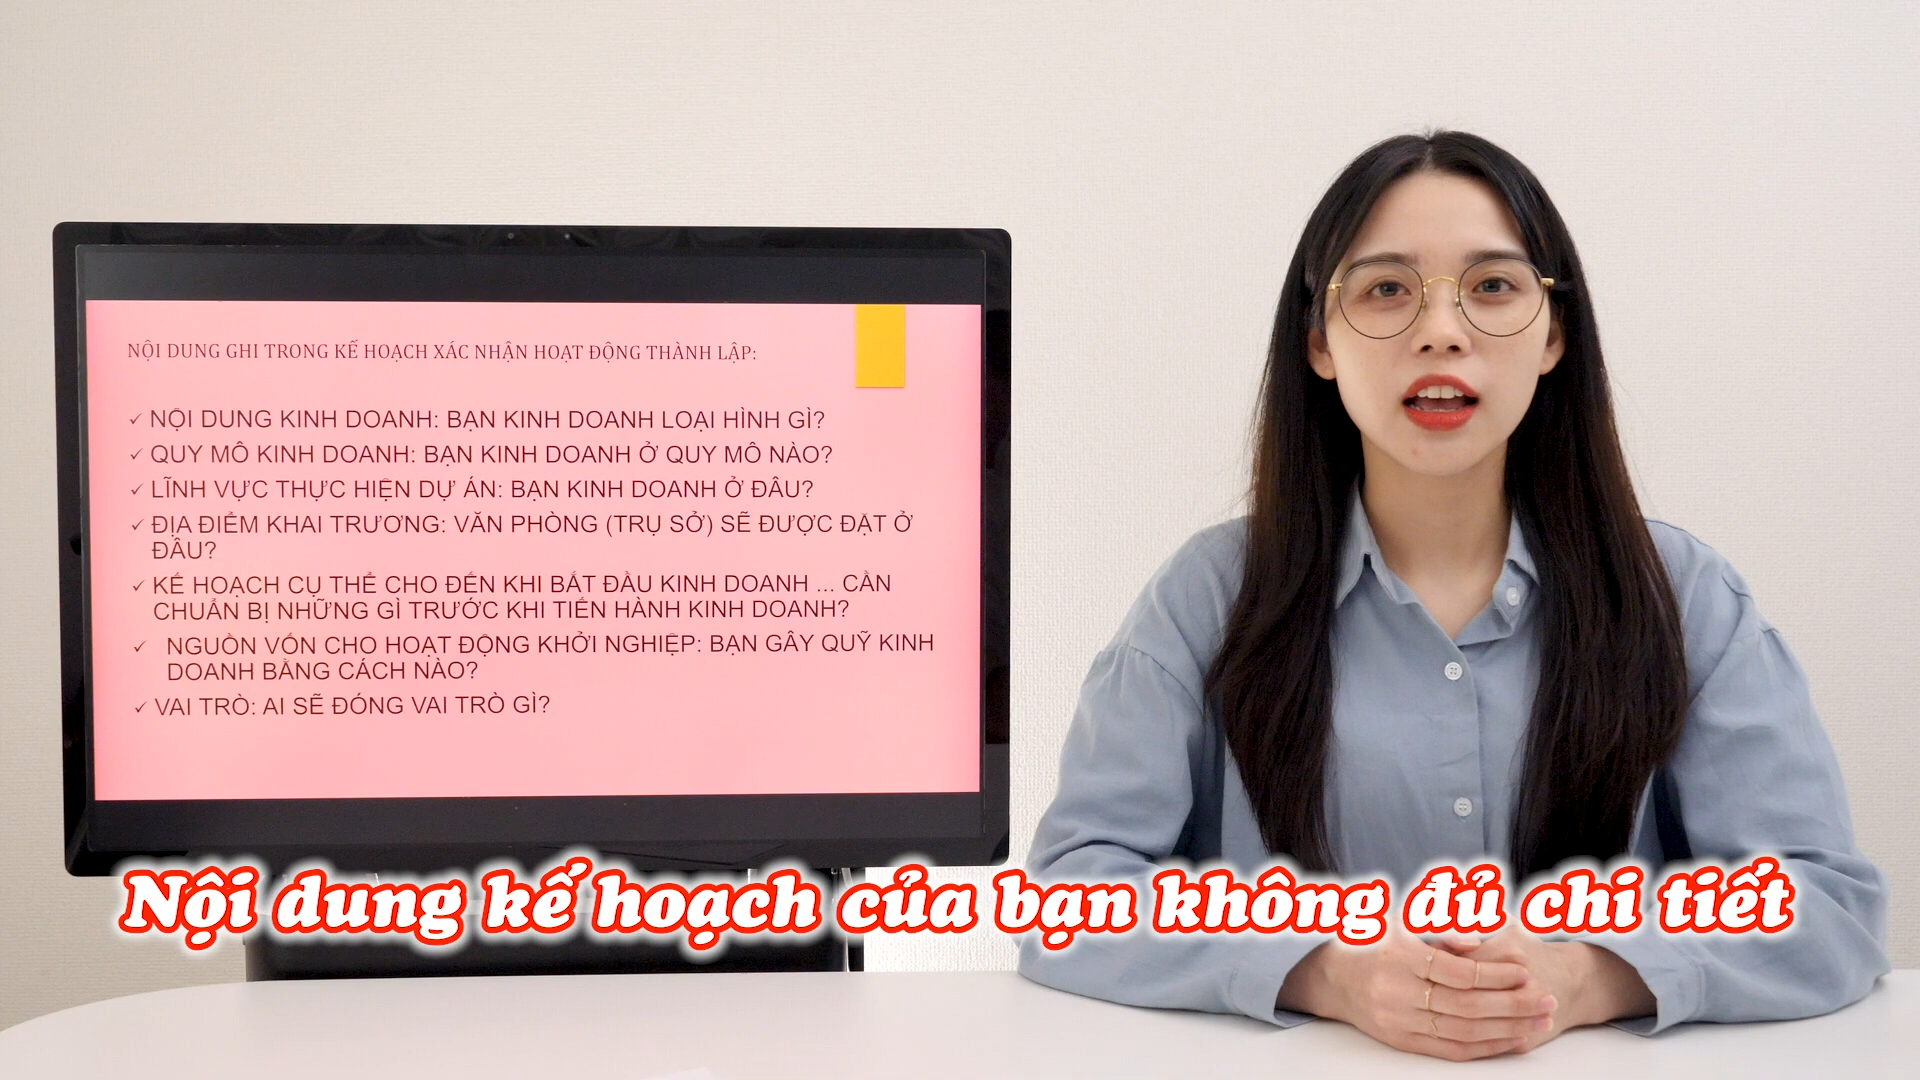 NỘI DUNG GHI TRONG KẾ HOẠCH XÁC NHẬN HOẠT ĐỘNG THÀNH LẬP:
✓ NỘI DUNG KINH DOANH: BẠN KINH DOANH LOẠI HÌNH GÌ?
✓ QUY MÔ KINH DOANH: BẠN KINH DOANH Ở QUY MÔ NÀO?
✓ LĨNH VỰC THỰC HIỆN DỰ ÁN: BẠN KINH DOANH Ở ĐÂU?
✓ ĐỊA ĐIỂM KHAI TRƯƠNG: VĂN PHÒNG (TRỤ SỞ) SẼ ĐƯỢC ĐẶT Ở
ĐÂU?
✓ KẾ HOẠCH CỤ THỂ CHO ĐẾN KHI BẮT ĐẦU KINH DOANH ... CẦN
CHUẨN BỊ NHỮNG GÌ TRƯỚC KHI TIẾN HÀNH KINH DOANH?
✓ NGUỒN VỐN CHO HOẠT ĐỘNG KHỞI NGHIỆP: BẠN GÂY QUỸ KINH
DOANH BẰNG CÁCH NÀO?
✓ VAI TRÒ: AI SẼ ĐÓNG VAI TRÒ GÌ?
Nội dung kế hoạch của bạn không đủ chi tiết